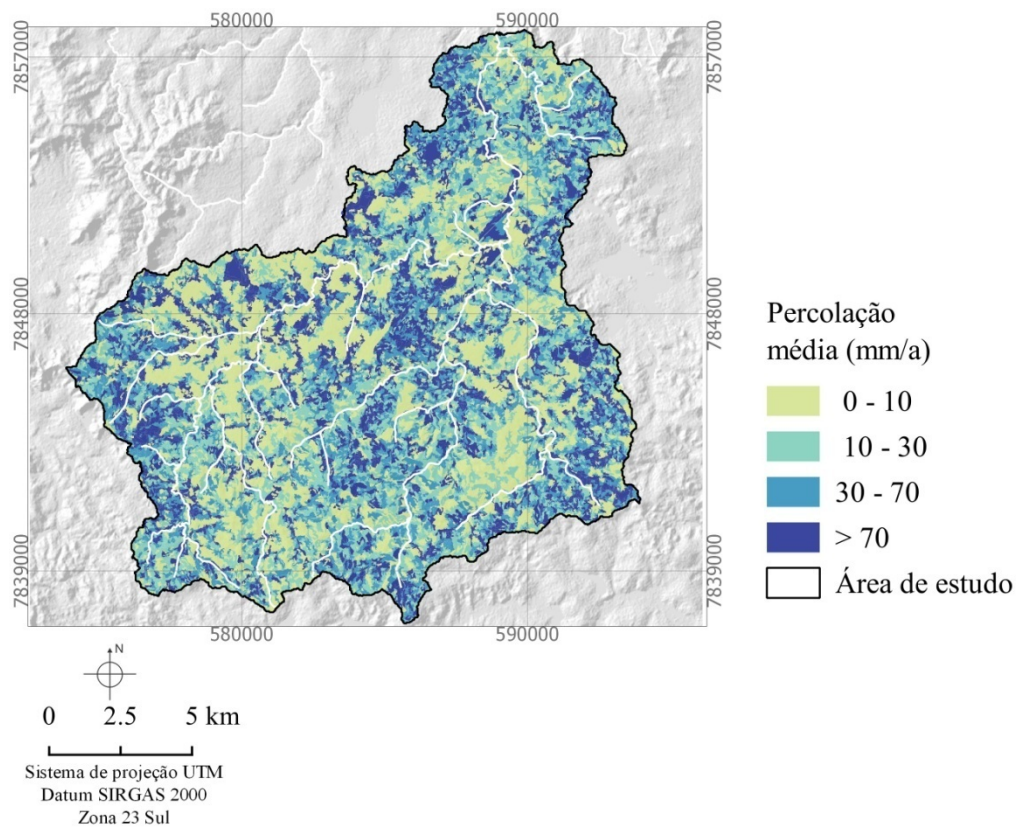 580000
590000
7857000
7857000
7848000
7848000
7839000
7839000
580000
590000
Percolação
média (mm/a)
0 - 10
10 - 30
30 - 70
> 70
Área de estudo
N
0 2.5 5 km
Sistema de projeção UTM
Datum SIRGAS 2000
Zona 23 Sul